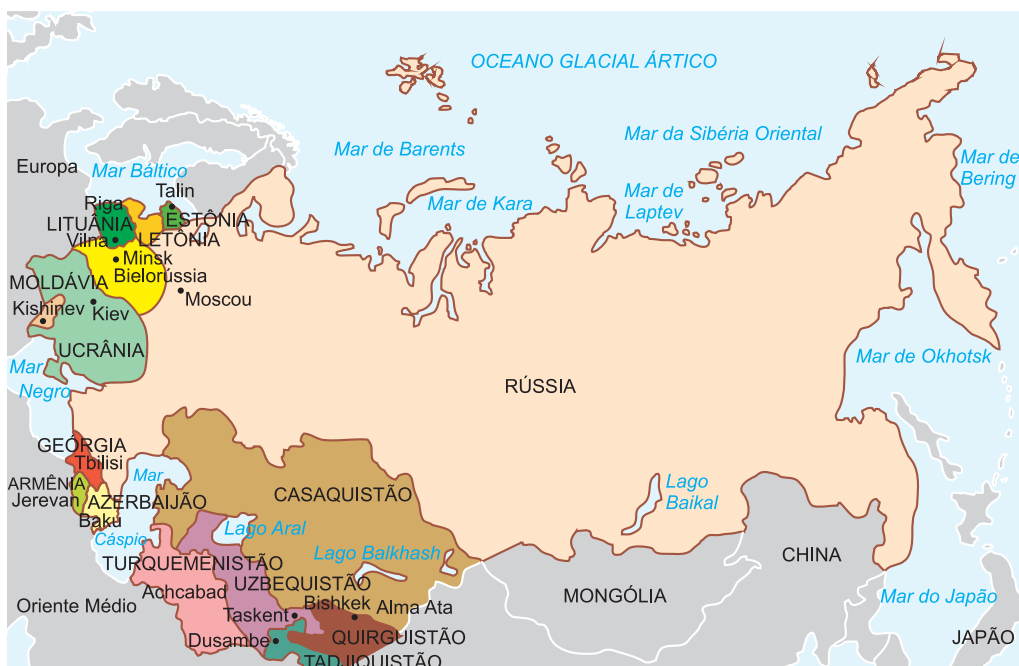 OCEANO GLACIAL ÁRTICO
Mar da Sibéria Oriental
Mar de Barents
Mar de
Bering
Europa
Mar Báltico
Talin
Mar de
Laptev
Mar de Kara
Riga
ESTÔNIA
LITUÂNIA
LETÔNIA
Vilna
Minsk
Bielorússia
MOLDÁVIA
Moscou
Kishinev
Kiev
UCRÂNIA
Mar
Negro
Mar de Okhotsk
RÚSSIA
GEÓRGIA
Tbilisi
Mar
Cáspio
ARMÊNIA
Jerevan
AZERBAIJÃO
Baku
CASAQUISTÃO
Lago
Baikal
Lago Aral
Lago Balkhash
CHINA
TURQUEMENISTÃO
UZBEQUISTÃO
Achcabad
Bishkek
Alma Ata
MONGÓLIA
Mar do Japão
Oriente Médio
Taskent
Dusambe
QUIRGUISTÃO
JAPÃO
TADJIQUISTÃO